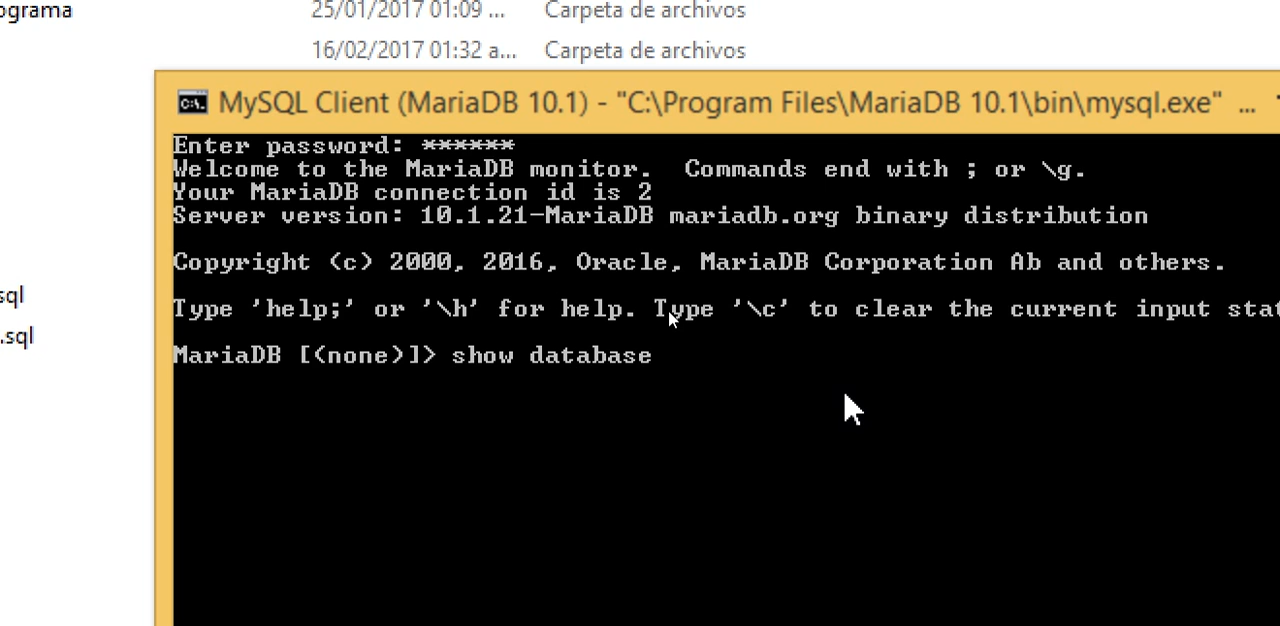 ograma 25/01/2017 01:09 ... Carpeta de archivos
16/02/2017 01:32 a... Carpeta de archivos
MySQL Client (MariaDB 10.1) - "C:\Program Files\MariaDB 10.1\bin\mysql.exe" ...
Enter password: ******
Welcome to the MariaDB monitor.  Commands end with ; or \g.
Your MariaDB connection id is 2
Server version: 10.1.21-MariaDB mariadb.org binary distribution
Copyright (c) 2000, 2016, Oracle, MariaDB Corporation Ab and others.
sql
Type 'help;' or '\h' for help. Type '\c' to clear the current input stat
.sql
MariaDB [(none)]> show database